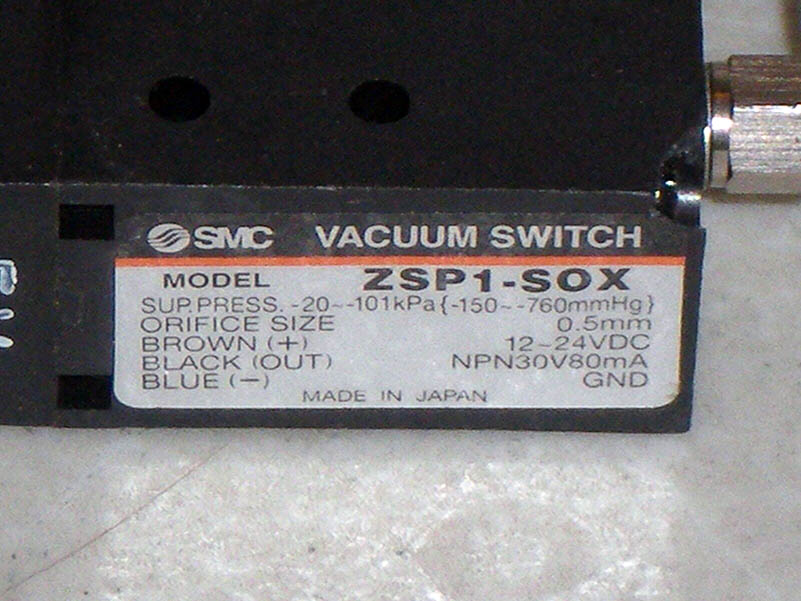 SMC VACUUM SWITCH
MODEL ZSP1-SOX
SUP.PRESS. -20~-101kPa{-150~-760mmHg}
ORIFICE SIZE 0.5mm
BROWN (+) 12~24VDC
BLACK (OUT) NPN30V80mA
BLUE (-) GND
MADE IN JAPAN